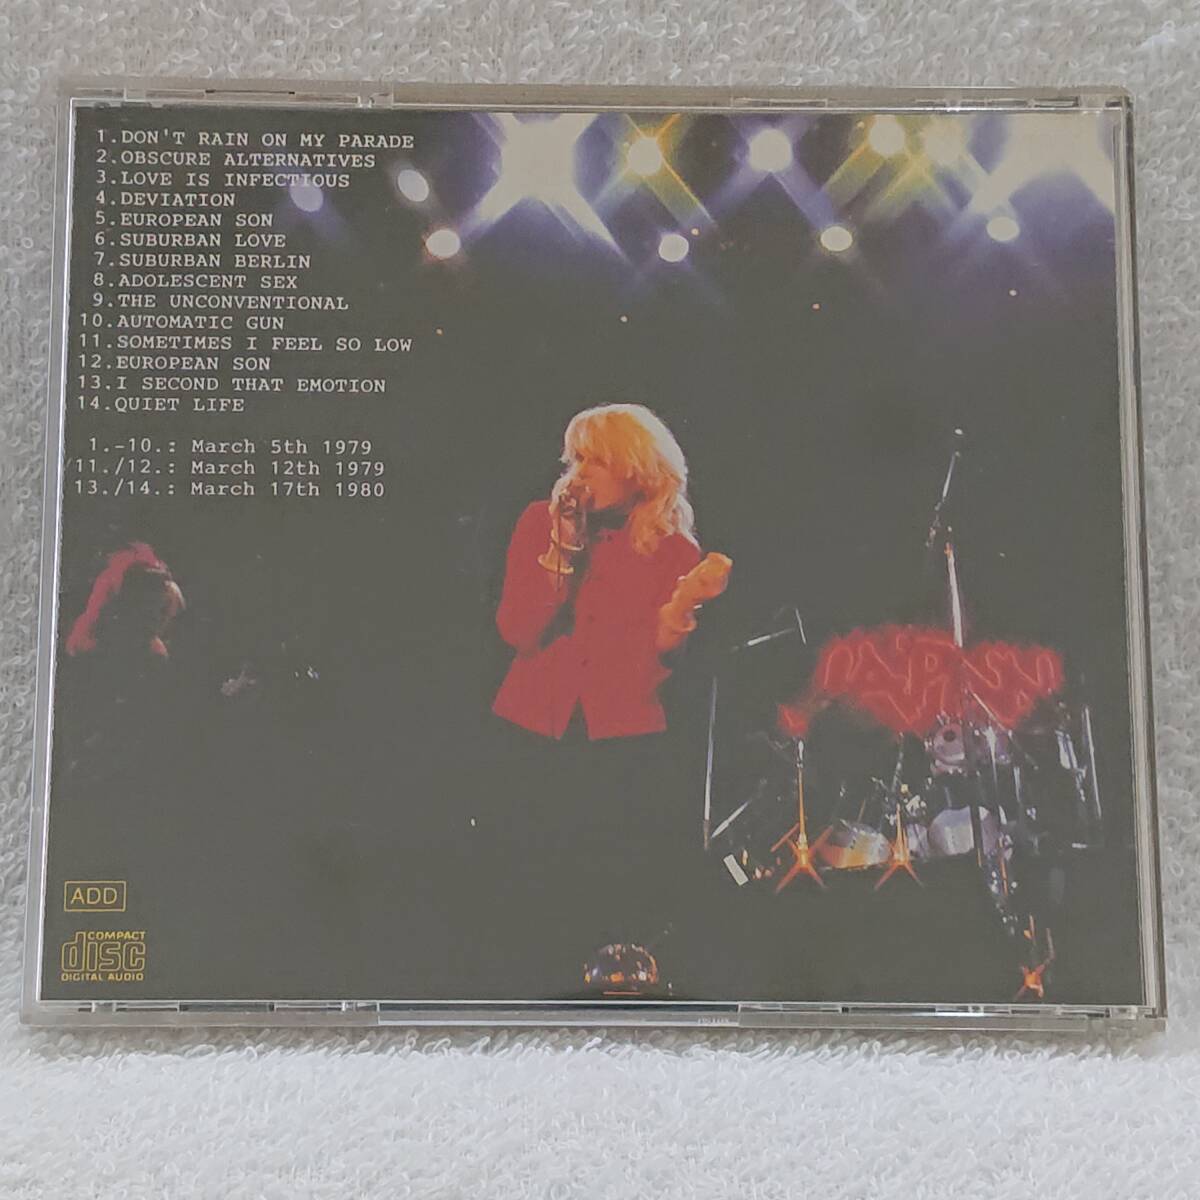 1.DON'T RAIN ON MY PARADE
2.OBSCURE ALTERNATIVES
3.LOVE IS INFECTIOUS
4.DEVIATION
5.EUROPEAN SON
6.SUBURBAN LOVE
7.SUBURBAN BERLIN
8.ADOLESCENT SEX
9.THE UNCONVENTIONAL
10.AUTOMATIC GUN
11.SOMETIMES I FEEL SO LOW
12.EUROPEAN SON
13.I SECOND THAT EMOTION
14.QUIET LIFE
1.-10.: March 5th 1979
/11./12.: March 12th 1979
13./14.: March 17th 1980
JAPAN
ADD
COMPACT
disc
DIGITAL AUDIO